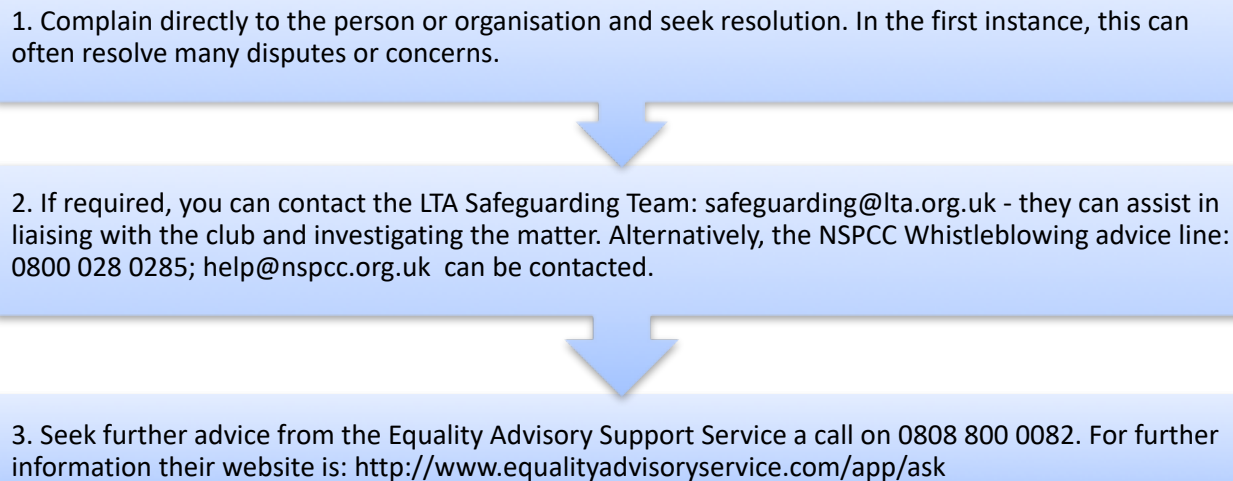 1. Complain directly to the person or organisation and seek resolution. In the first instance, this can
often resolve many disputes or concerns.
2. If required, you can contact the LTA Safeguarding Team: safeguarding@lta.org.uk - they can assist in
liaising with the club and investigating the matter. Alternatively, the NSPCC Whistleblowing advice line:
0800 028 0285; help@nspcc.org.uk  can be contacted.
3. Seek further advice from the Equality Advisory Support Service a call on 0808 800 0082. For further
information their website is: http://www.equalityadvisoryservice.com/app/ask